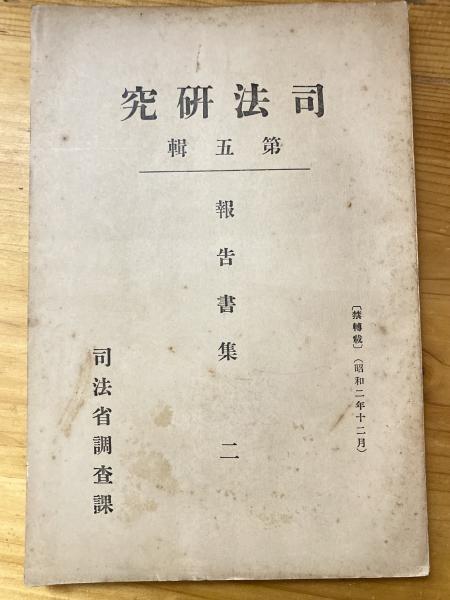 司法研究
第五輯
報告書集 二
〔禁轉載〕（昭和二年十二月）
司法省調査課